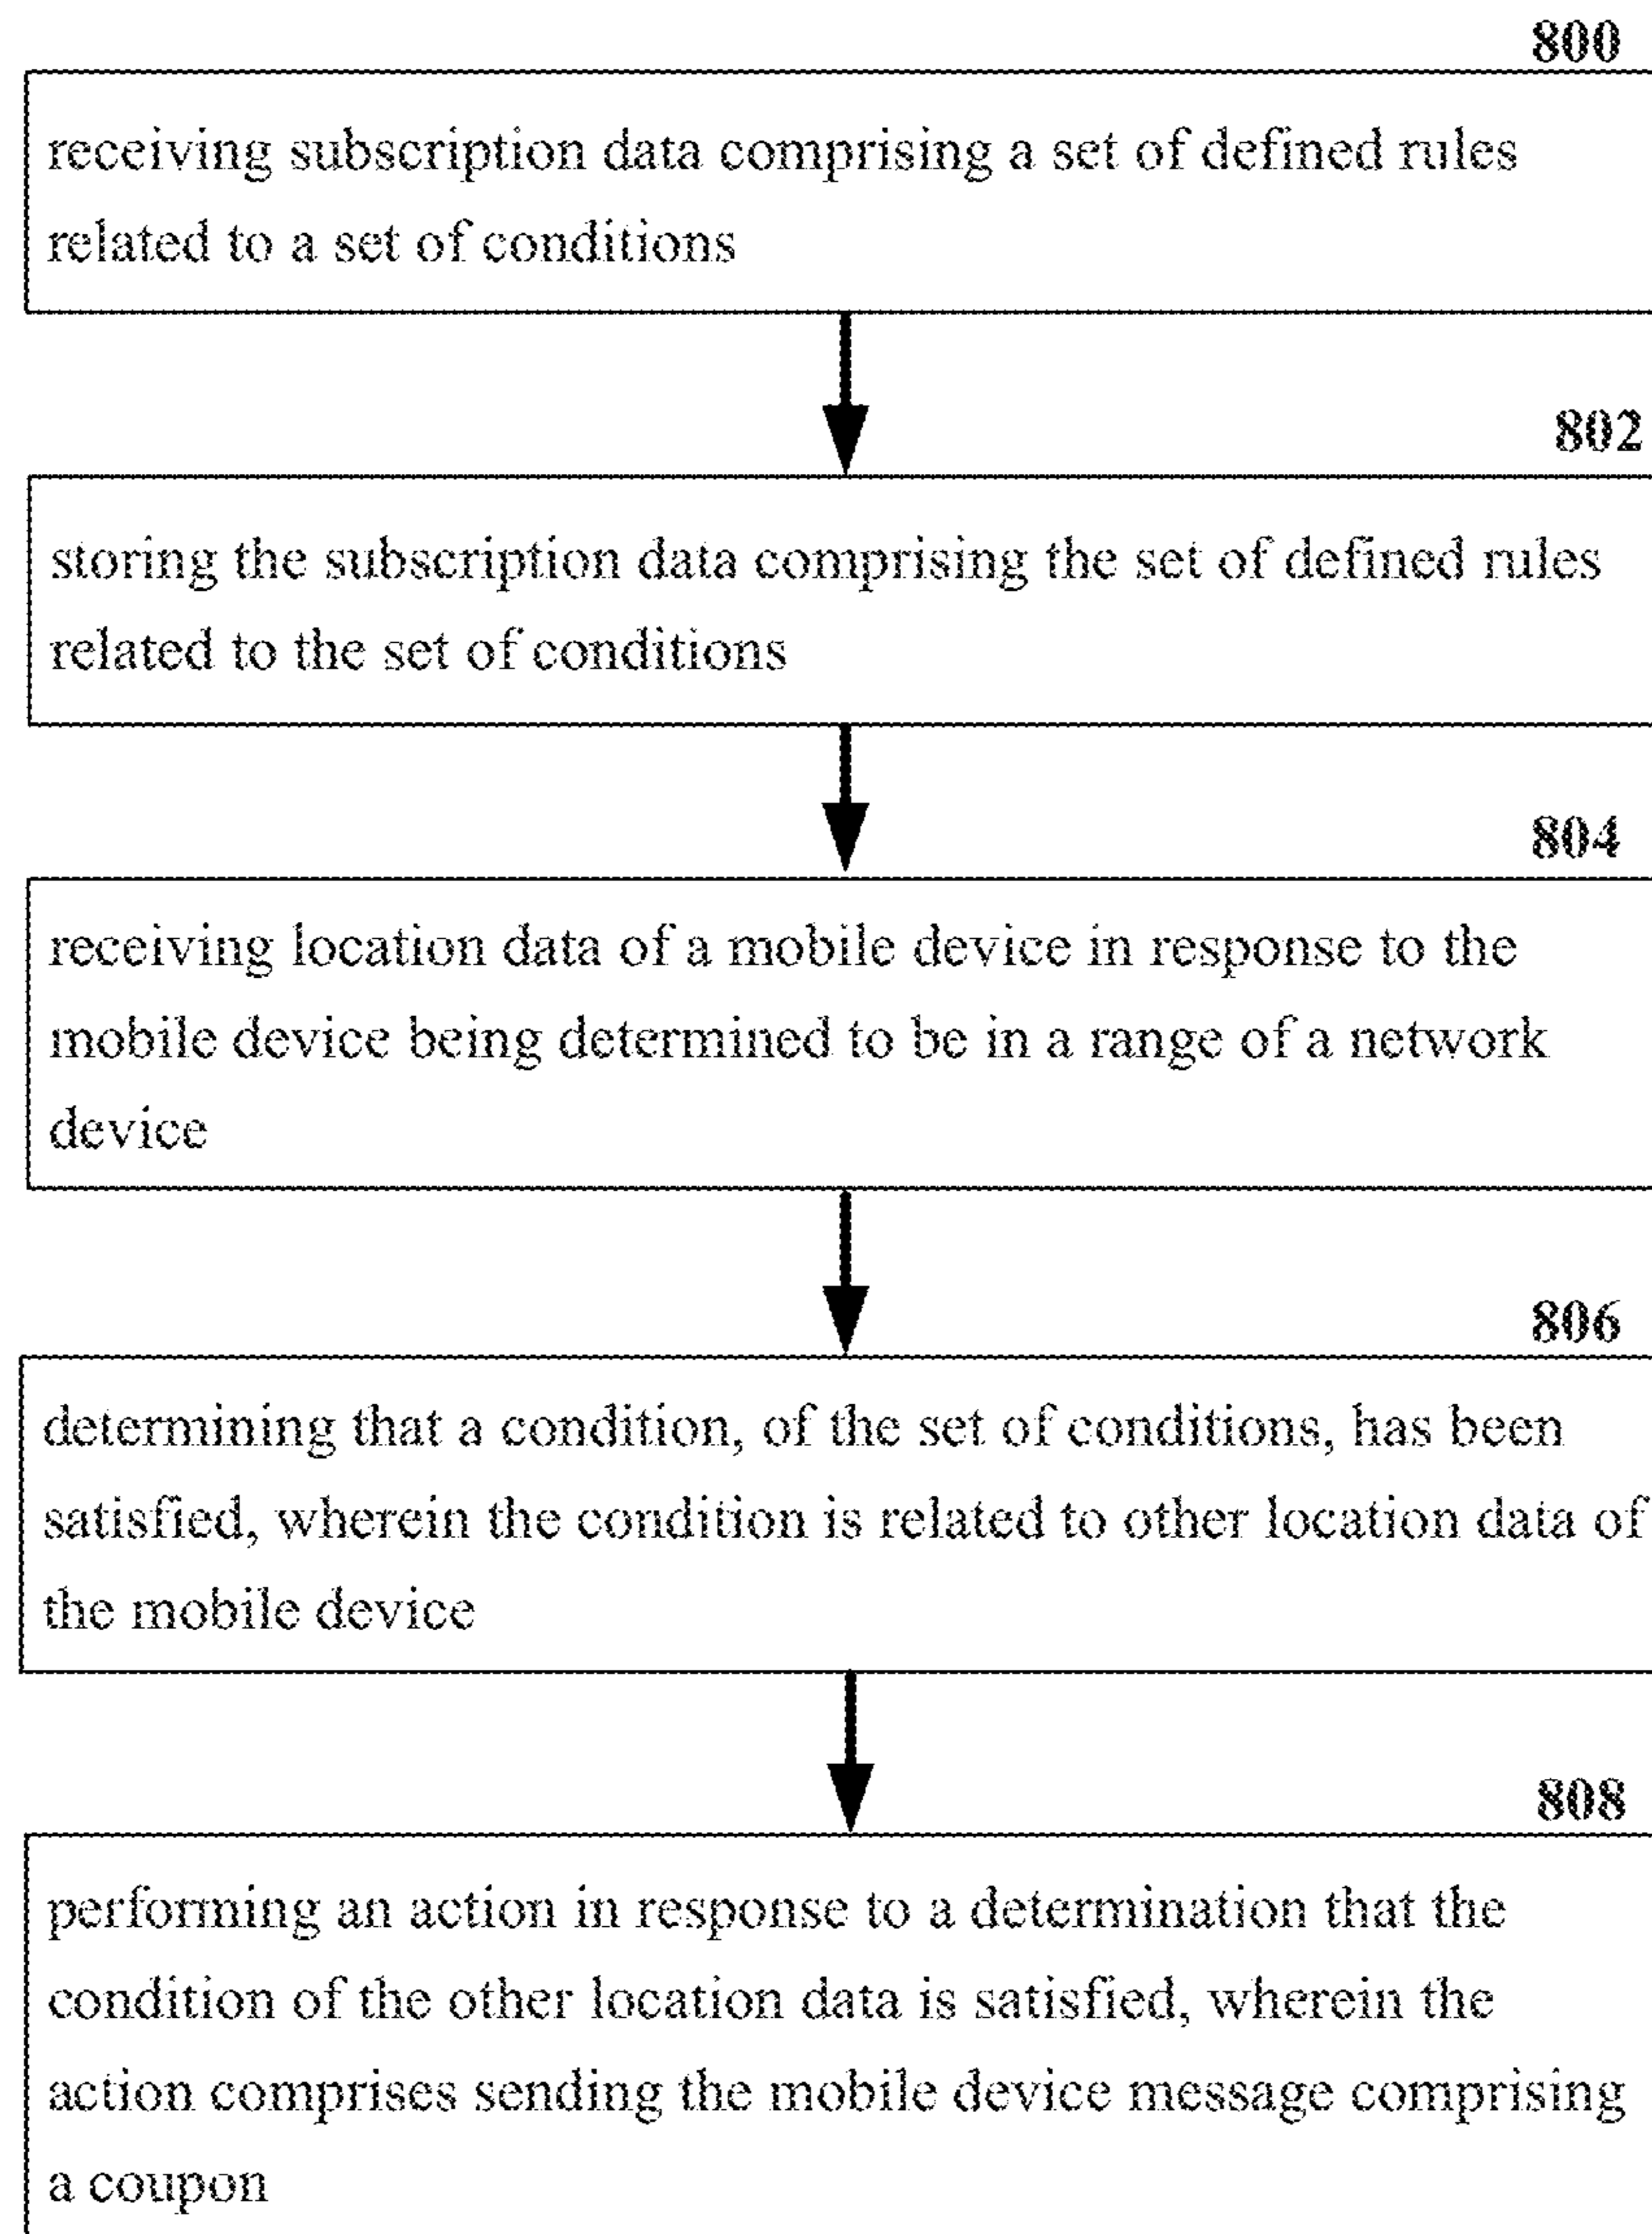 800
receiving subscription data comprising a set of defined rules
related to a set of conditions
802
storing the subscription data comprising the set of defined rules
related to the set of conditions
804
receiving location data of a mobile device in response to the
mobile device being determined to be in a range of a network
device
806
determining that a condition, of the set of conditions, has been
satisfied, wherein the condition is related to other location data of
the mobile device
808
performing an action in response to a determination that the
condition of the other location data is satisfied, wherein the
action comprises sending the mobile device message comprising
a coupon